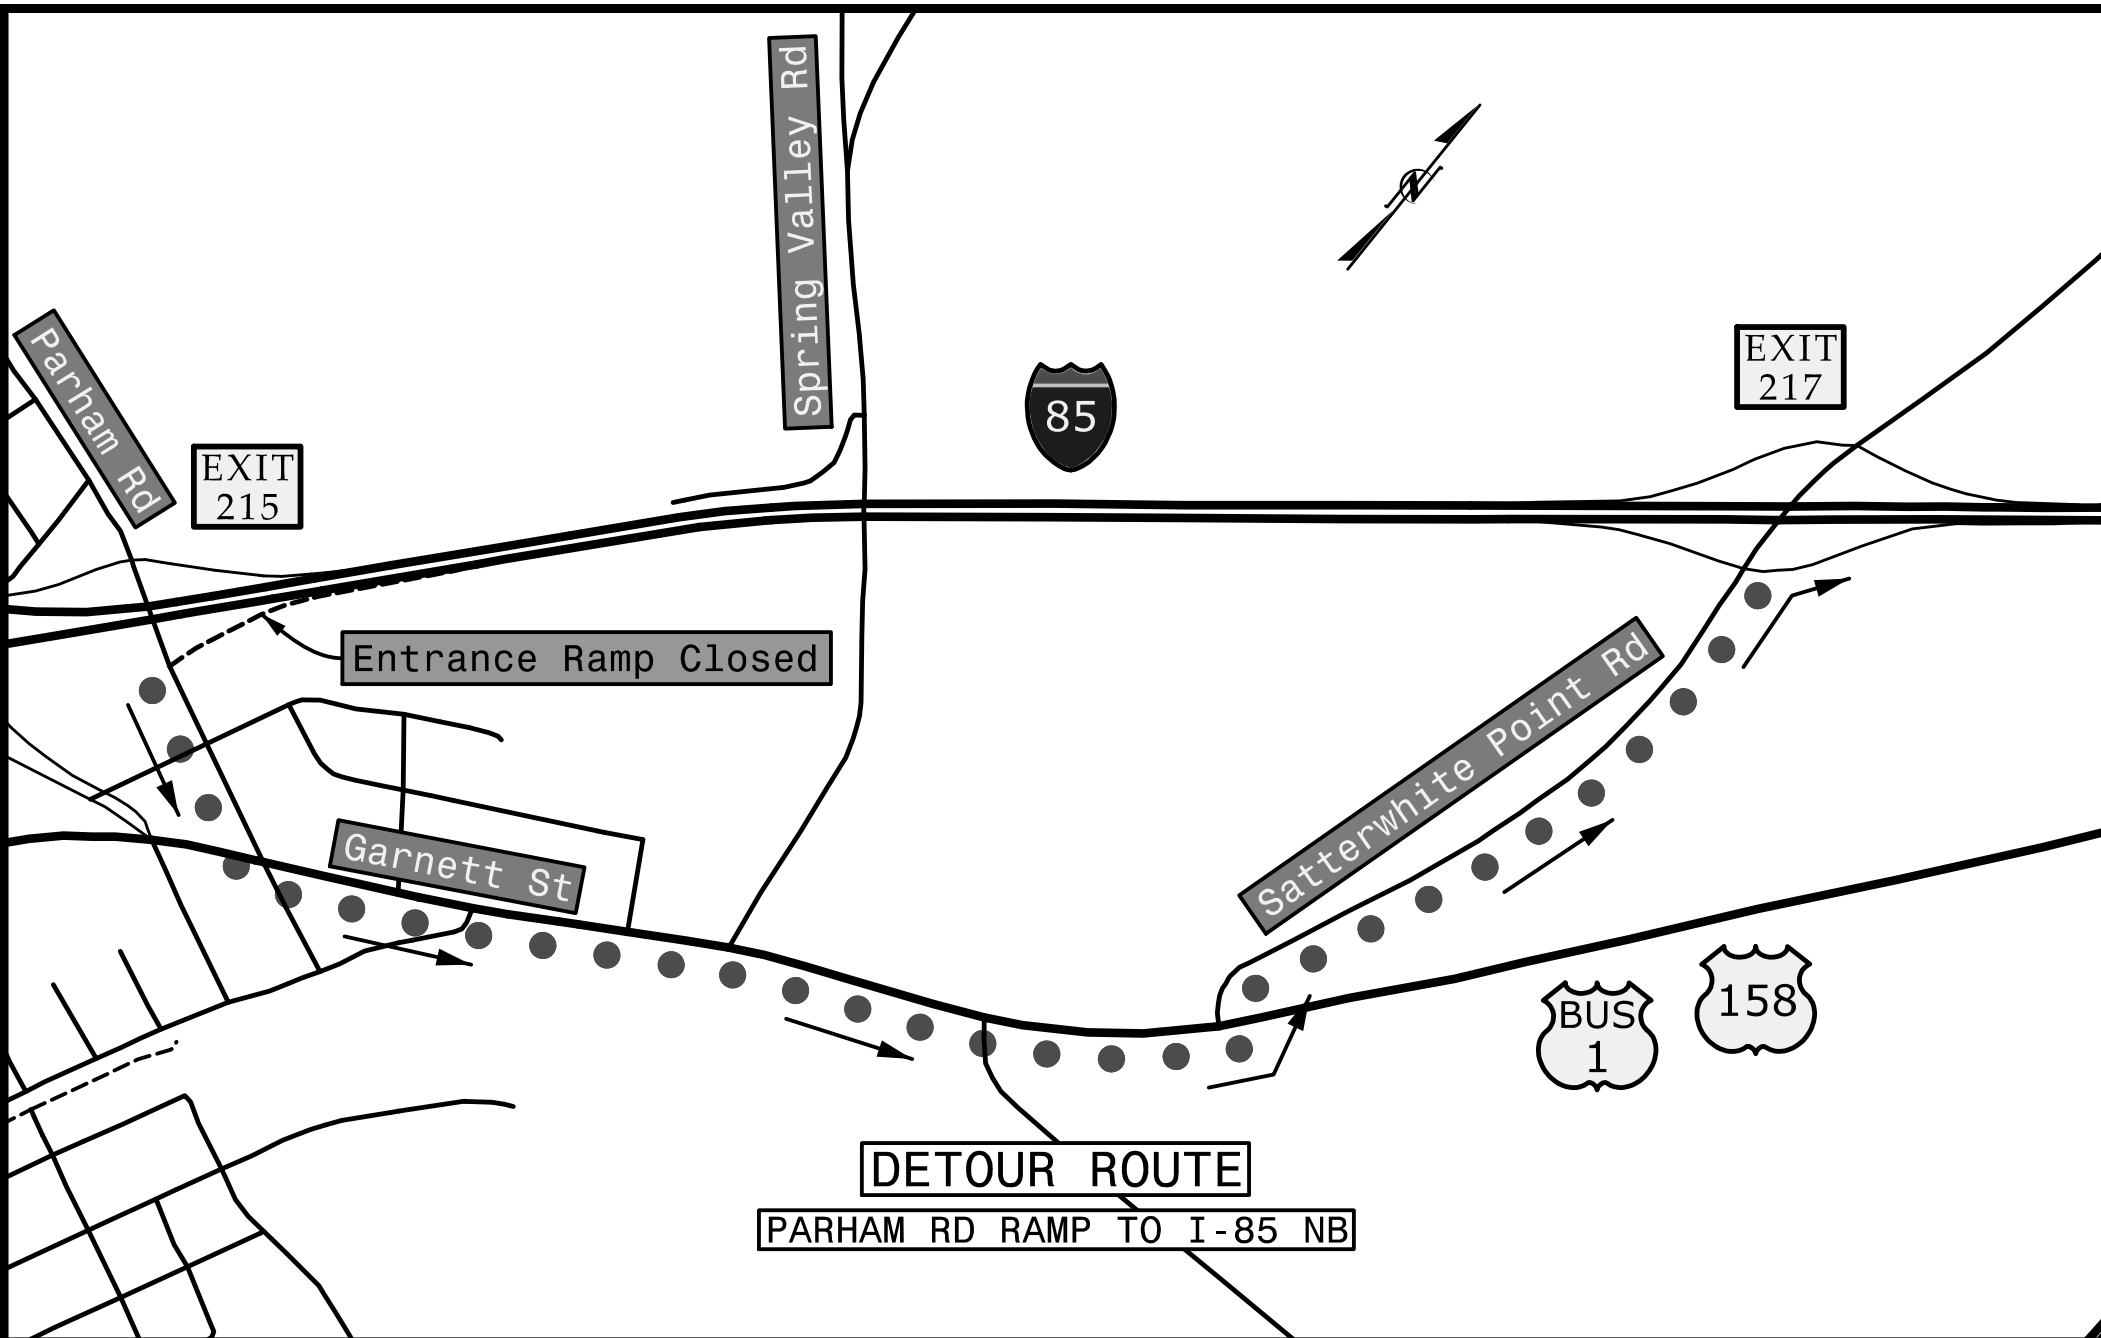 Spring Valley Rd
N
Parham Rd
EXIT
217
85
EXIT
215
Entrance Ramp Closed
Satterwhite Point Rd
Garnett St
158
BUS
1
DETOUR ROUTE
PARHAM RD RAMP TO I-85 NB